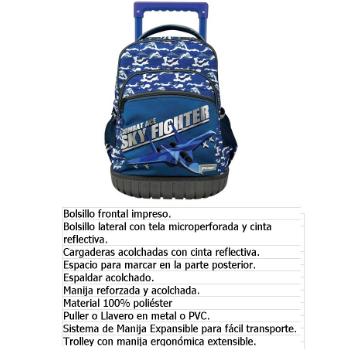 COMBAT ACE
SKY FIGHTER
Bolsillo frontal impreso.
Bolsillo lateral con tela microperforada y cinta
reflectiva.
Cargaderas acolchadas con cinta reflectiva.
Espacio para marcar en la parte posterior.
Espaldar acolchado.
Manija reforzada y acolchada.
Material 100% poliéster
Puller o Llavero en metal o PVC.
Sistema de Manija Expansible para fácil transporte.
Trolley con manija ergonómica extensible.